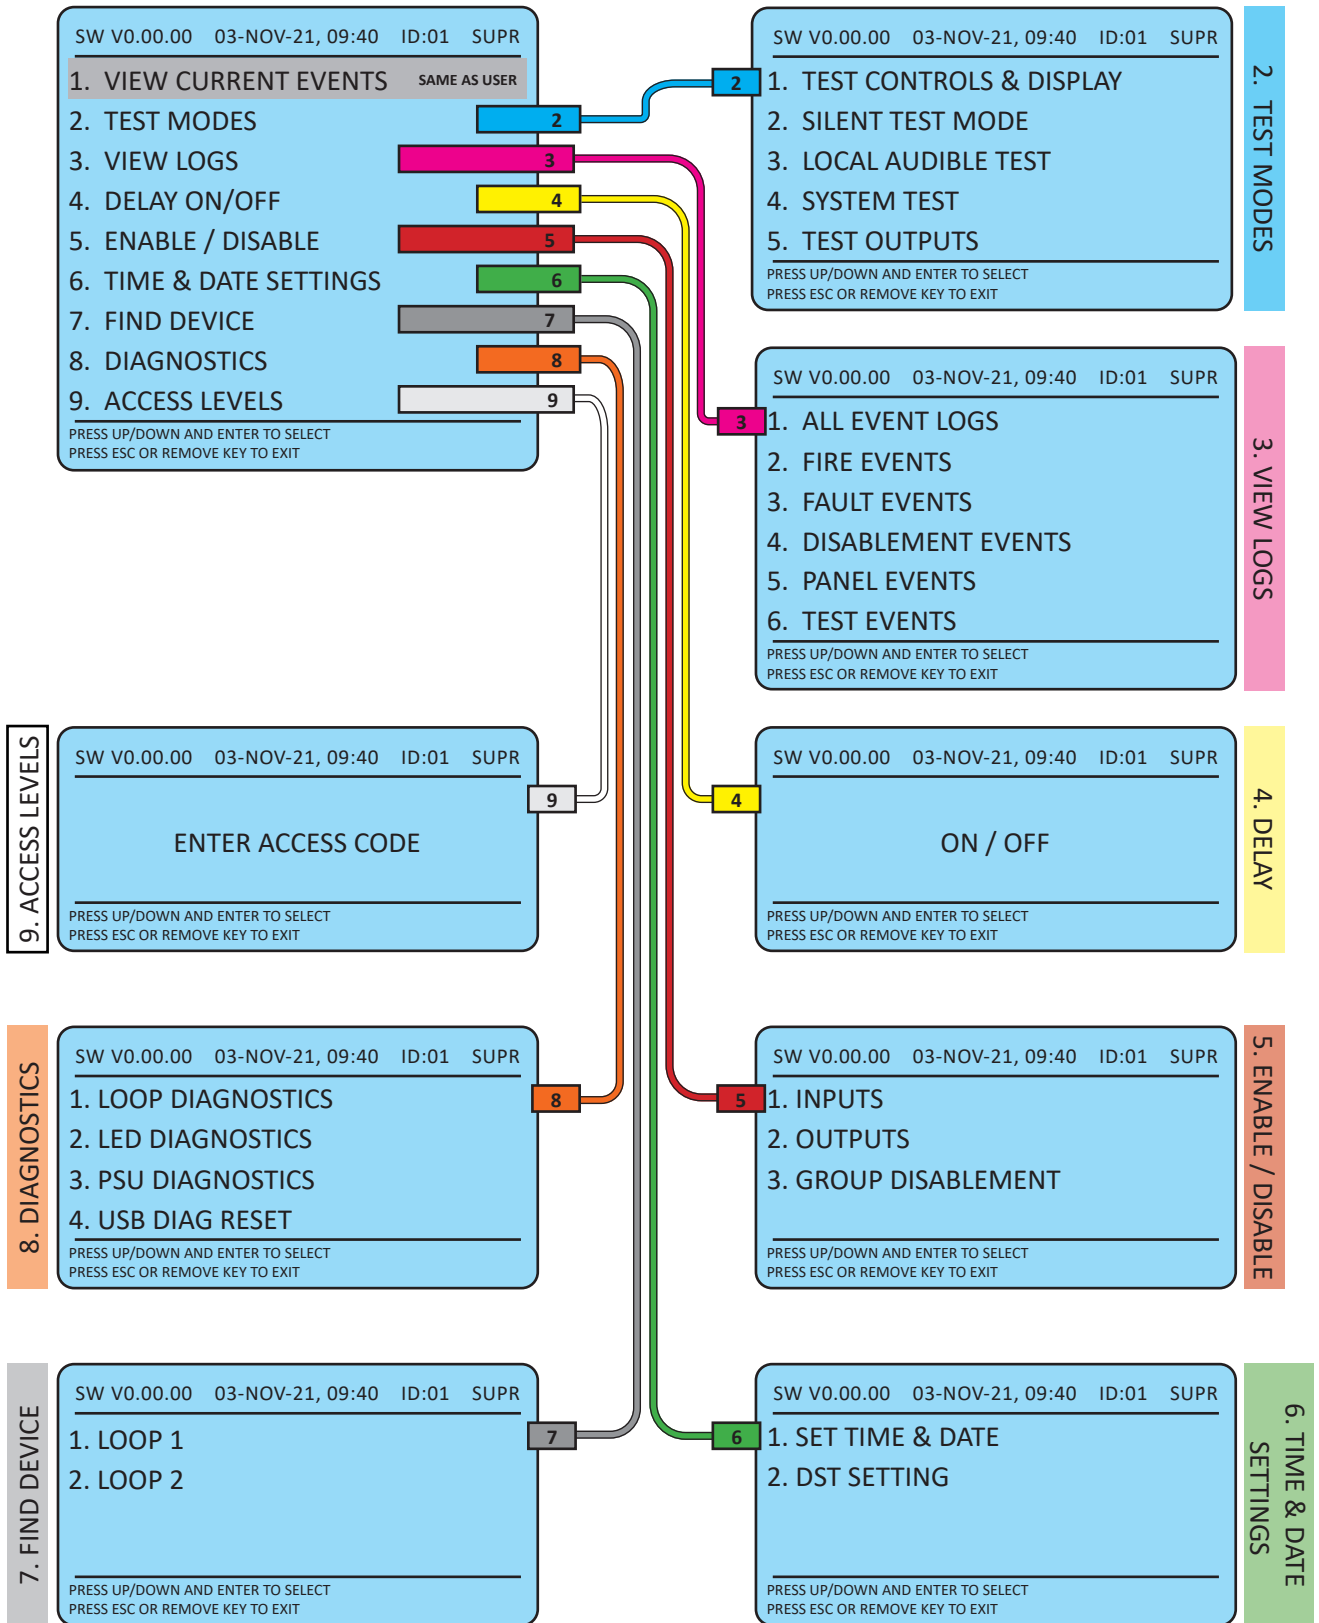 SW V0.00.00 03-NOV-21, 09:40 ID:01 SUPR
1. VIEW CURRENT EVENTS SAME AS USER
2. TEST MODES 2
3. VIEW LOGS 3
4. DELAY ON/OFF 4
5. ENABLE / DISABLE 5
6. TIME & DATE SETTINGS 6
7. FIND DEVICE 7
8. DIAGNOSTICS 8
9. ACCESS LEVELS 9
PRESS UP/DOWN AND ENTER TO SELECT
PRESS ESC OR REMOVE KEY TO EXIT
SW V0.00.00 03-NOV-21, 09:40 ID:01 SUPR
2 1. TEST CONTROLS & DISPLAY
2. SILENT TEST MODE
3. LOCAL AUDIBLE TEST
4. SYSTEM TEST
5. TEST OUTPUTS
PRESS UP/DOWN AND ENTER TO SELECT
PRESS ESC OR REMOVE KEY TO EXIT
2. TEST MODES
SW V0.00.00 03-NOV-21, 09:40 ID:01 SUPR
3 1. ALL EVENT LOGS
2. FIRE EVENTS
3. FAULT EVENTS
4. DISABLEMENT EVENTS
5. PANEL EVENTS
6. TEST EVENTS
PRESS UP/DOWN AND ENTER TO SELECT
PRESS ESC OR REMOVE KEY TO EXIT
3. VIEW LOGS
9. ACCESS LEVELS
SW V0.00.00 03-NOV-21, 09:40 ID:01 SUPR
9
ENTER ACCESS CODE
PRESS UP/DOWN AND ENTER TO SELECT
PRESS ESC OR REMOVE KEY TO EXIT
SW V0.00.00 03-NOV-21, 09:40 ID:01 SUPR
4
ON / OFF
PRESS UP/DOWN AND ENTER TO SELECT
PRESS ESC OR REMOVE KEY TO EXIT
4. DELAY
8. DIAGNOSTICS
SW V0.00.00 03-NOV-21, 09:40 ID:01 SUPR
1. LOOP DIAGNOSTICS 8
2. LED DIAGNOSTICS
3. PSU DIAGNOSTICS
4. USB DIAG RESET
PRESS UP/DOWN AND ENTER TO SELECT
PRESS ESC OR REMOVE KEY TO EXIT
SW V0.00.00 03-NOV-21, 09:40 ID:01 SUPR
5 1. INPUTS
2. OUTPUTS
3. GROUP DISABLEMENT
PRESS UP/DOWN AND ENTER TO SELECT
PRESS ESC OR REMOVE KEY TO EXIT
5. ENABLE / DISABLE
7. FIND DEVICE
SW V0.00.00 03-NOV-21, 09:40 ID:01 SUPR
1. LOOP 1 7
2. LOOP 2
PRESS UP/DOWN AND ENTER TO SELECT
PRESS ESC OR REMOVE KEY TO EXIT
SW V0.00.00 03-NOV-21, 09:40 ID:01 SUPR
6 1. SET TIME & DATE
2. DST SETTING
PRESS UP/DOWN AND ENTER TO SELECT
PRESS ESC OR REMOVE KEY TO EXIT
6. TIME & DATE
SETTINGS